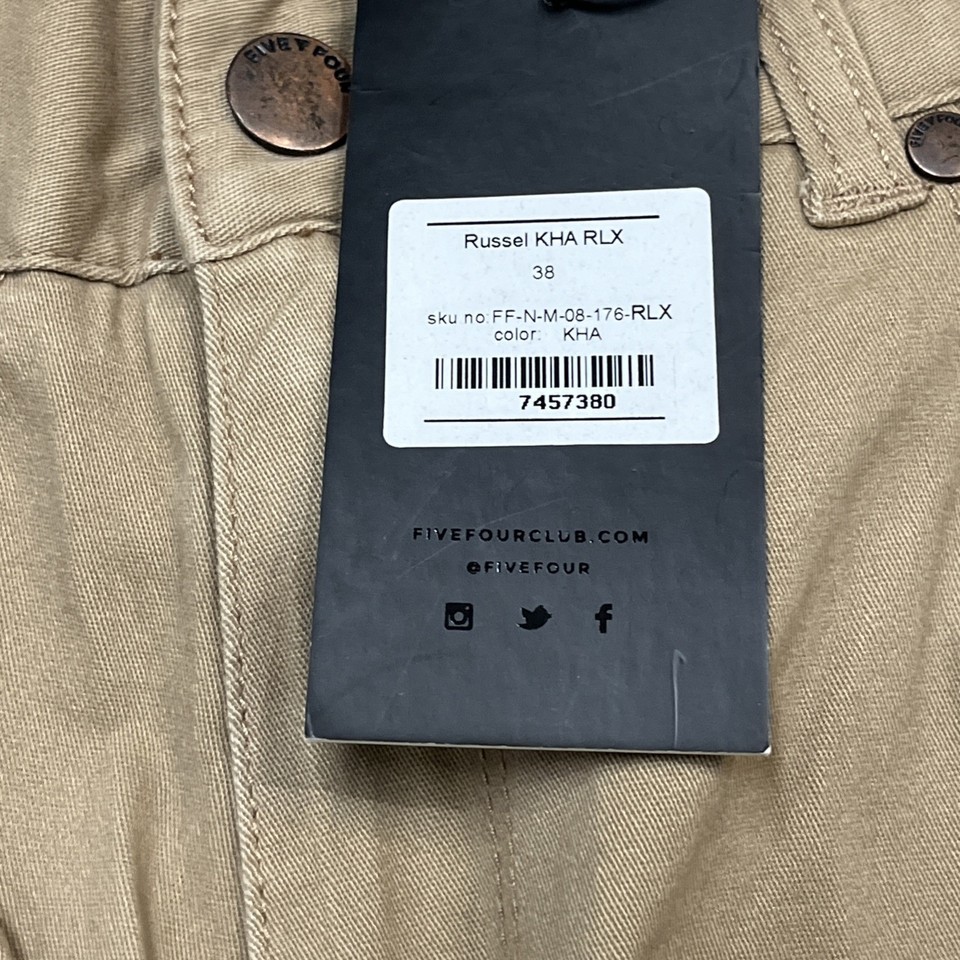 FIVE FOUR
FIVE FOUR
Russel KHA RLX
38
sku no:FF-N-M-08-176-RLX
color: KHA
7457380
FIVEFOURCLUB.COM
@FIVEFOUR